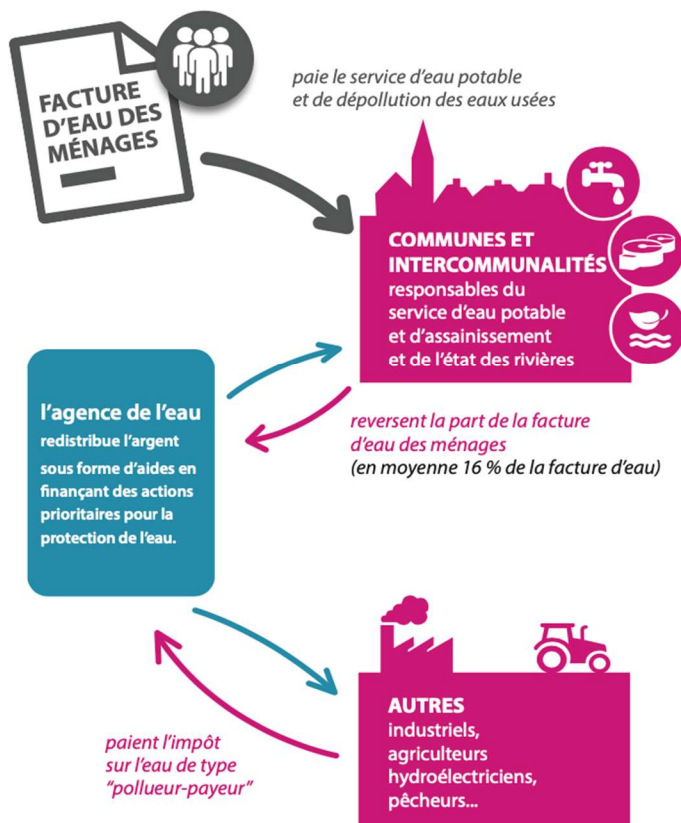 FACTURE
D'EAU DES
MÉNAGES
paie le service d'eau potable
et de dépollution des eaux usées
COMMUNES ET
INTERCOMMUNALITÉS
responsables du
service d'eau potable
et d'assainissement
et de l'état des rivières
l'agence de l'eau
redistribue l'argent
sous forme d'aides en
finançant des actions
prioritaires pour la
protection de l'eau.
reversent la part de la facture
d'eau des ménages
(en moyenne 16 % de la facture d'eau)
paient l'impôt
sur l'eau de type
"pollueur-payeur"
AUTRES
industriels,
agriculteurs
hydroélectriciens,
pêcheurs...